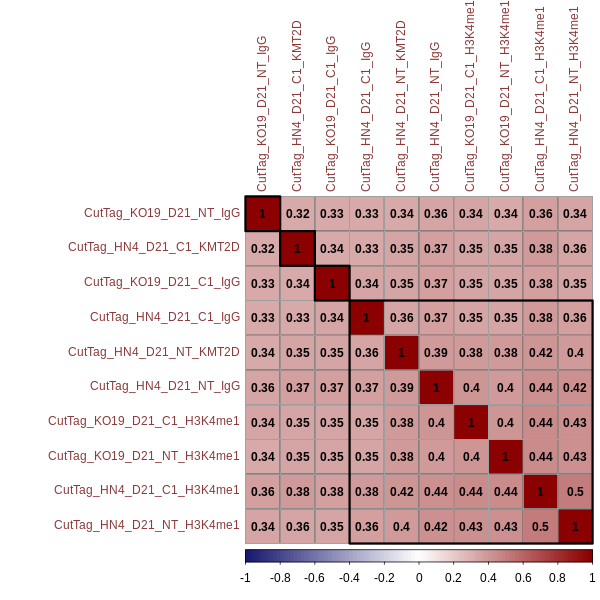 CutTag_KO19_D21_NT_IgG
CutTag_HN4_D21_C1_KMT2D
CutTag_KO19_D21_C1_IgG
CutTag_HN4_D21_C1_IgG
CutTag_HN4_D21_NT_KMT2D
CutTag_HN4_D21_NT_IgG
CutTag_KO19_D21_C1_H3K4me1
CutTag_KO19_D21_NT_H3K4me1
CutTag_HN4_D21_C1_H3K4me1
CutTag_HN4_D21_NT_H3K4me1
CutTag_KO19_D21_NT_IgG 1 0.32 0.33 0.33 0.34 0.36 0.34 0.34 0.36 0.34
CutTag_HN4_D21_C1_KMT2D 0.32 1 0.34 0.33 0.35 0.37 0.35 0.35 0.38 0.36
CutTag_KO19_D21_C1_IgG 0.33 0.34 1 0.34 0.35 0.37 0.35 0.35 0.38 0.35
CutTag_HN4_D21_C1_IgG 0.33 0.33 0.34 1 0.36 0.37 0.35 0.35 0.38 0.36
CutTag_HN4_D21_NT_KMT2D 0.34 0.35 0.35 0.36 1 0.39 0.38 0.38 0.42 0.4
CutTag_HN4_D21_NT_IgG 0.36 0.37 0.37 0.37 0.39 1 0.4 0.4 0.44 0.42
CutTag_KO19_D21_C1_H3K4me1 0.34 0.35 0.35 0.35 0.38 0.4 1 0.4 0.44 0.43
CutTag_KO19_D21_NT_H3K4me1 0.34 0.35 0.35 0.35 0.38 0.4 0.4 1 0.44 0.43
CutTag_HN4_D21_C1_H3K4me1 0.36 0.38 0.38 0.38 0.42 0.44 0.44 0.44 1 0.5
CutTag_HN4_D21_NT_H3K4me1 0.34 0.36 0.35 0.36 0.4 0.42 0.43 0.43 0.5 1
-1 -0.8 -0.6 -0.4 -0.2 0 0.2 0.4 0.6 0.8 1